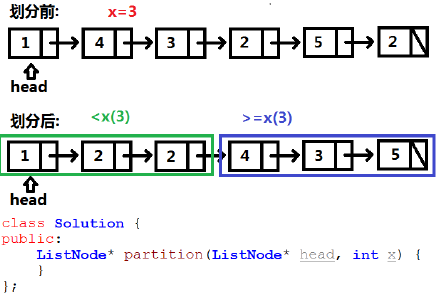 划分前: x=3
1 4 3 2 5 2
head
划分后: <x(3) >=x(3)
1 2 2 4 3 5
head
class Solution {
public:
    ListNode* partition(ListNode* head, int x) {
    }
};